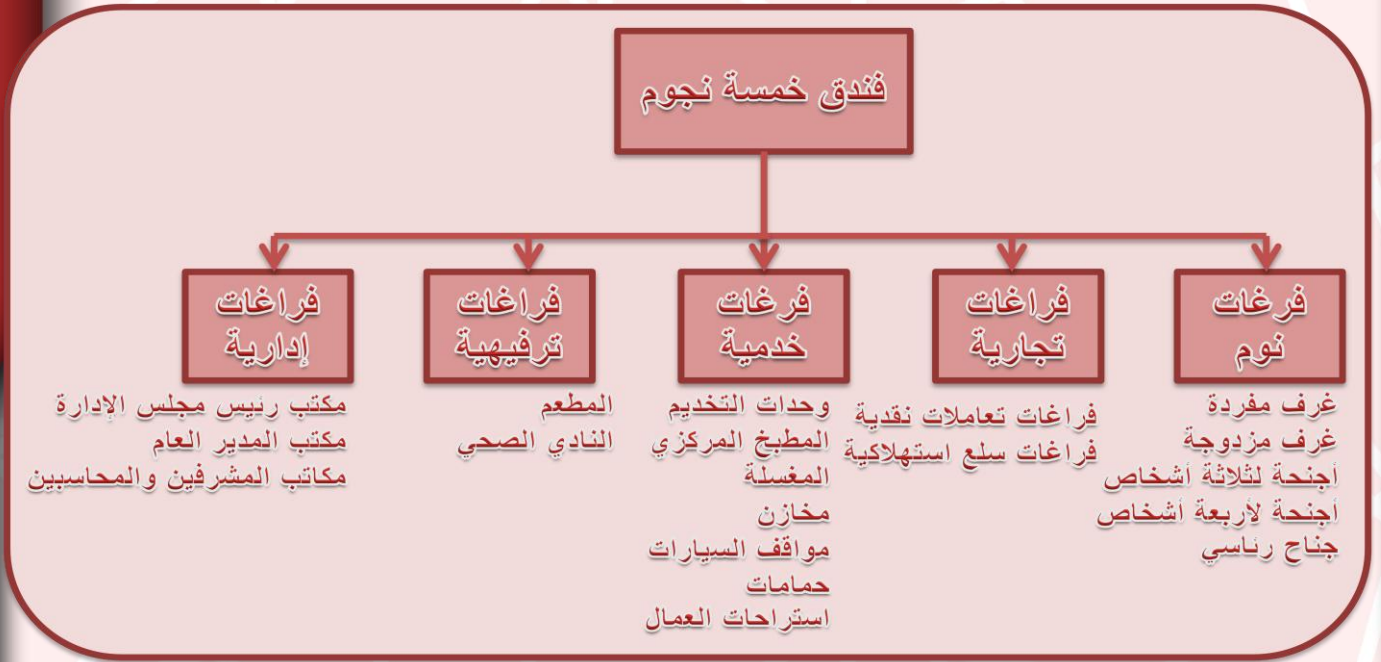 فندق خمسة نجوم
فرغات
نوم
غرف مفردة
غرف مزدوجة
أجنحة لثلاثة أشخاص
أجنحة لأربعة أشخاص
جناح رئاسي
فراغات
تجارية
فراغات تعاملات نقدية
فراغات سلع استهلاكية
فرغات
خدمية
وحدات التخديم
المطبخ المركزي
المغسلة
مخازن
مواقف السيارات
حمامات
استراحات العمال
فراغات
ترفيهية
المطعم
النادي الصحي
فراغات
إدارية
مكتب رئيس مجلس الإدارة
مكتب المدير العام
مكاتب المشرفين والمحاسبين